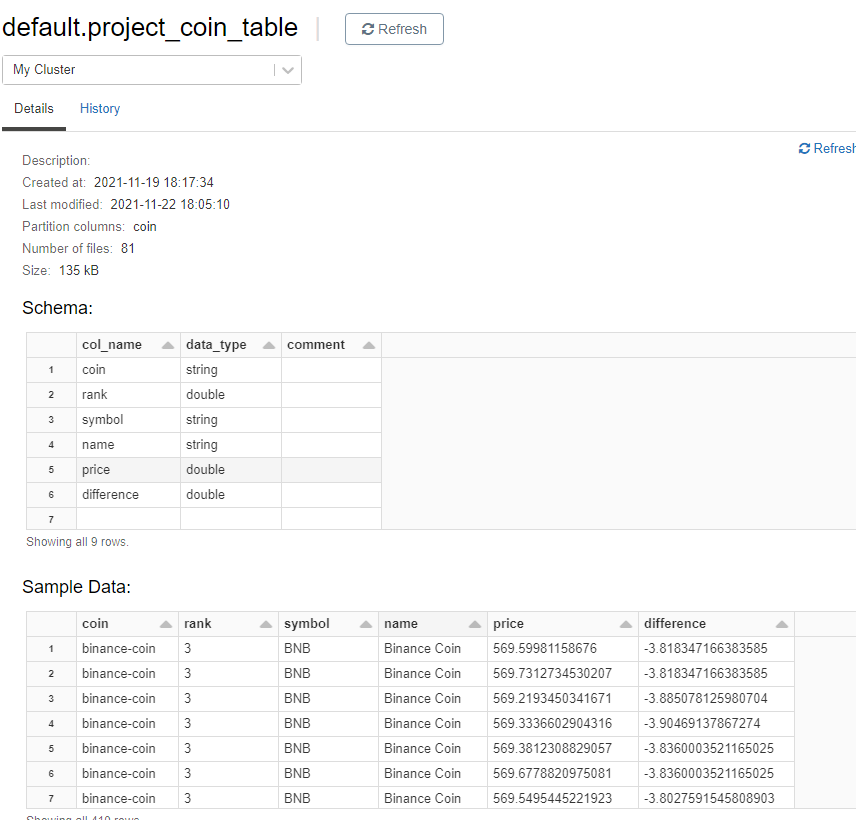 default.project_coin_table
Refresh
My Cluster
Details History
Refresh
Description:
Created at: 2021-11-19 18:17:34
Last modified: 2021-11-22 18:05:10
Partition columns: coin
Number of files: 81
Size: 135 kB
Schema:
col_name data_type comment
1 coin string
2 rank double
3 symbol string
4 name string
5 price double
6 difference double
7
Showing all 9 rows.
Sample Data:
coin rank symbol name price difference
1 binance-coin 3 BNB Binance Coin 569.59981158676 -3.818347166383585
2 binance-coin 3 BNB Binance Coin 569.7312734530207 -3.818347166383585
3 binance-coin 3 BNB Binance Coin 569.2193450341671 -3.885078125980704
4 binance-coin 3 BNB Binance Coin 569.3336602904316 -3.90469137867274
5 binance-coin 3 BNB Binance Coin 569.3812308829057 -3.8360003521165025
6 binance-coin 3 BNB Binance Coin 569.6778820975081 -3.8360003521165025
7 binance-coin 3 BNB Binance Coin 569.5495445221923 -3.8027591545808903
Showing all 419 rows.